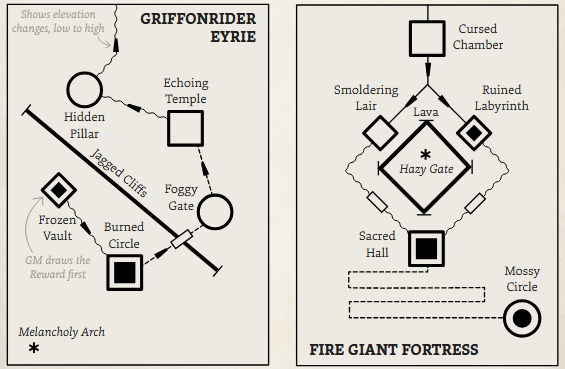 Shows elevation
changes, low to high
GRIFFONRIDER
EYRIE
Echoing
Temple
Hidden
Pillar
Jagged Cliffs
Foggy
Gate
Frozen
Vault
Burned
Circle
GM draws the
Reward first
Melancholy Arch
*
Cursed
Chamber
Smoldering
Lair
Ruined
Labyrinth
Lava
*
Hazy Gate
Sacred
Hall
Mossy
Circle
FIRE GIANT FORTRESS